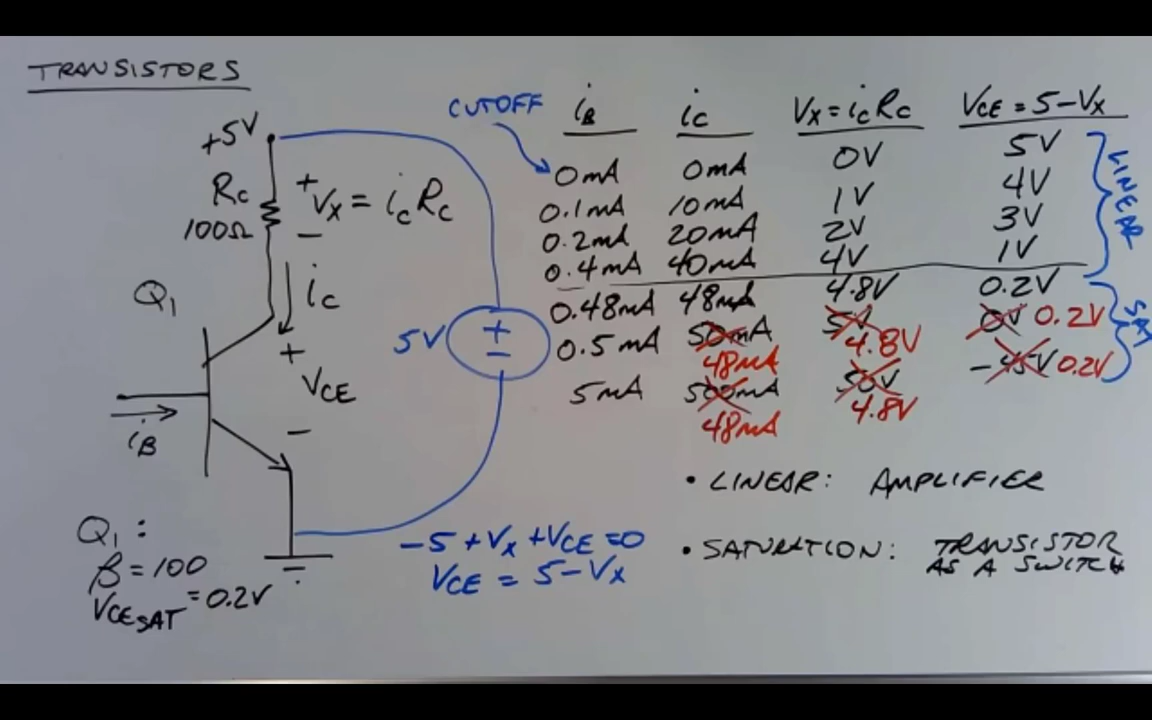 TRANSISTORS
+5V
RC
100Ω
+
VX = iCRC
−
iC
Q1
+
VCE
−
iB
Q1:
β=100
VCESAT =0.2V
5V
+
−
−5+VX+VCE=0
VCE = 5−VX
CUTOFF
iB iC VX=iCRC VCE=5−VX
0mA 0mA 0V 5V
0.1mA 10mA 1V 4V
0.2mA 20mA 2V 3V
0.4mA 40mA 4V 1V
0.48mA 48mA 4.8V 0.2V
0.5mA 50mA 5V 0V 0.2V
48mA 4.8V
5mA 500mA 50V −45V 0.2V
48mA 4.8V
LINEAR
SAT
• LINEAR: AMPLIFIER
• SATURATION: TRANSISTOR
AS A SWITCH